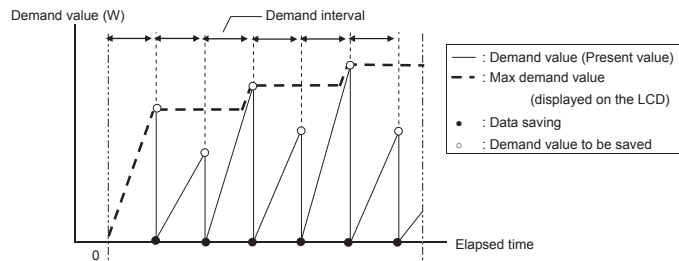 Demand value (W)
Demand interval
0
Elapsed time
: Demand value (Present value)
: Max demand value
(displayed on the LCD)
: Data saving
: Demand value to be saved